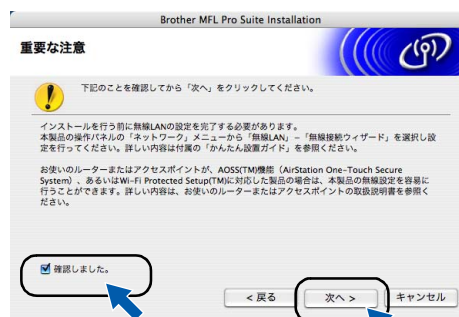 Brother MFL Pro Suite Installation
重要な注意
下記のことを確認してから「次へ」をクリックしてください。
インストールを行う前に無線LANの設定を完了する必要があります。
本製品の操作パネルの「ネットワーク」メニューから「無線LAN」–「無線接続ウィザード」を選択し設
定を行ってください。詳しい内容は付属の「かんたん設置ガイド」を参照ください。
お使いのルーターまたはアクセスポイントが、AOSS(TM)機能（AirStation One-Touch Secure
System）、あるいはWi-Fi Protected Setup(TM)に対応した製品の場合は、本製品の無線設定を容易に
行うことができます。詳しい内容は、お使いのルーターまたはアクセスポイントの取扱説明書を参照く
ださい。
確認しました。
< 戻る
次へ >
キャンセル